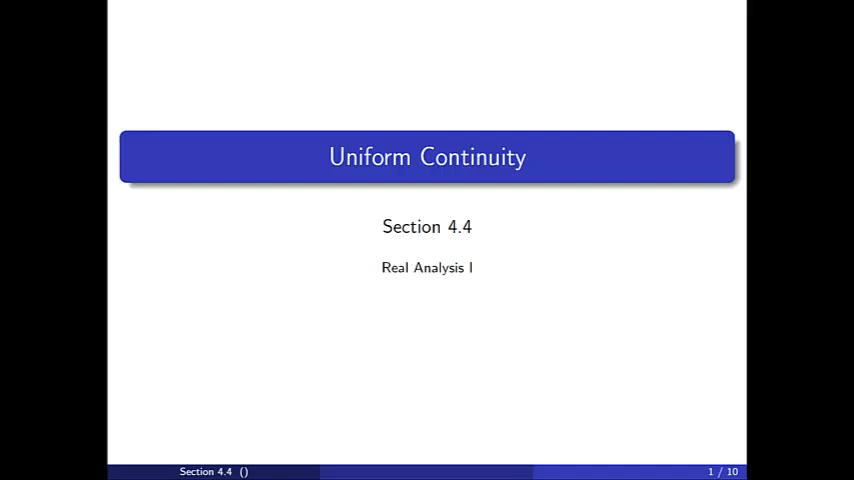 Uniform Continuity
Section 4.4
Real Analysis I
Section 4.4 ()
1 / 10